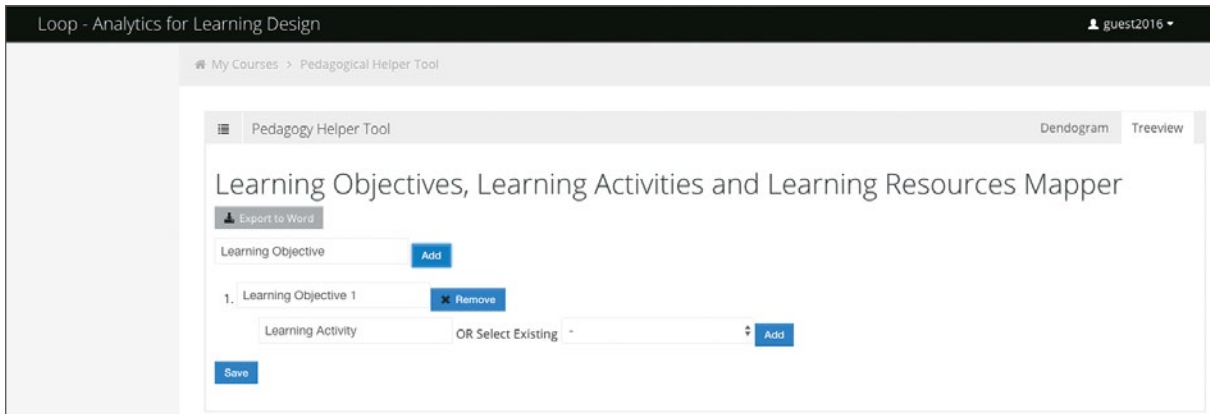 Loop - Analytics for Learning Design guest2016
My Courses > Pedagogical Helper Tool
Pedagogy Helper Tool Dendogram Treeview
Learning Objectives, Learning Activities and Learning Resources Mapper
Export to Word
Learning Objective Add
1. Learning Objective 1 Remove
Learning Activity OR Select Existing - Add
Save